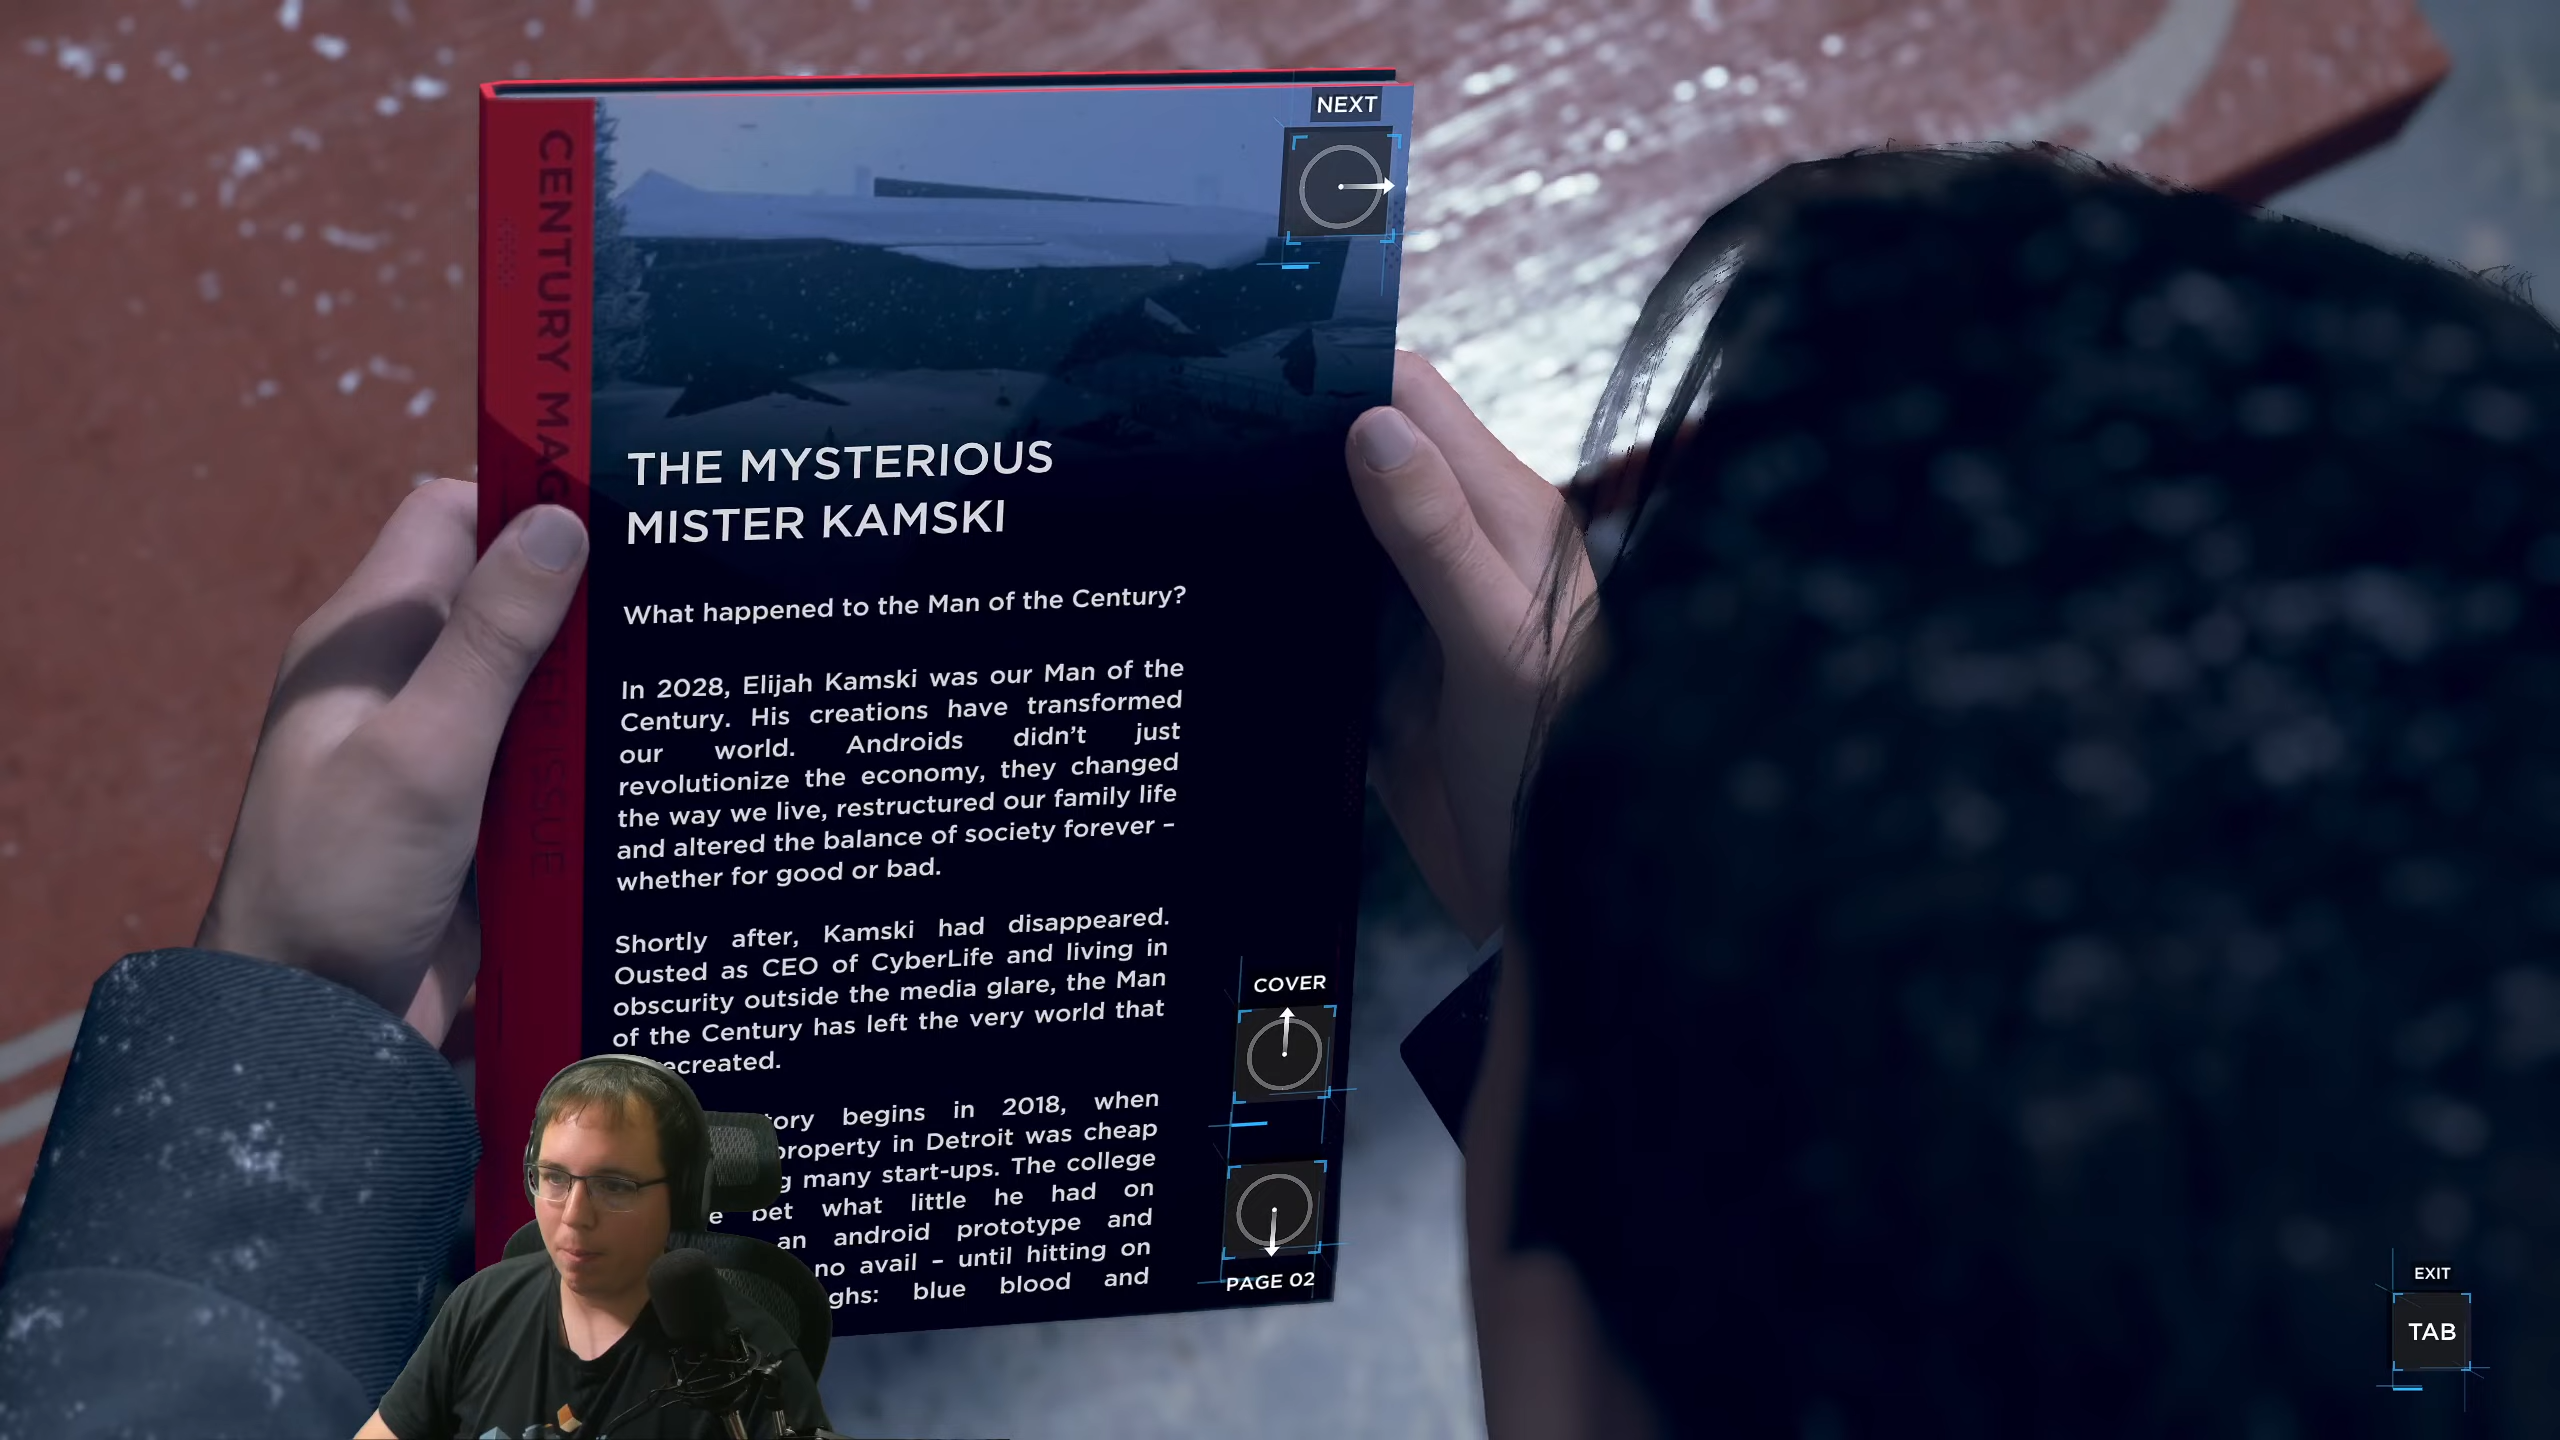 NEXT
CENTURY MAG
ISSUE
THE MYSTERIOUS
MISTER KAMSKI
What happened to the Man of the Century?
In 2028, Elijah Kamski was our Man of the
Century. His creations have transformed
our world. Androids didn't just
revolutionize the economy, they changed
the way we live, restructured our family life
and altered the balance of society forever –
whether for good or bad.
Shortly after, Kamski had disappeared.
Ousted as CEO of CyberLife and living in
obscurity outside the media glare, the Man
of the Century has left the very world that
ecreated.
tory begins in 2018, when
property in Detroit was cheap
g many start-ups. The college
e bet what little he had on
an android prototype and
no avail – until hitting on
ghs: blue blood and
COVER
PAGE 02
EXIT
TAB